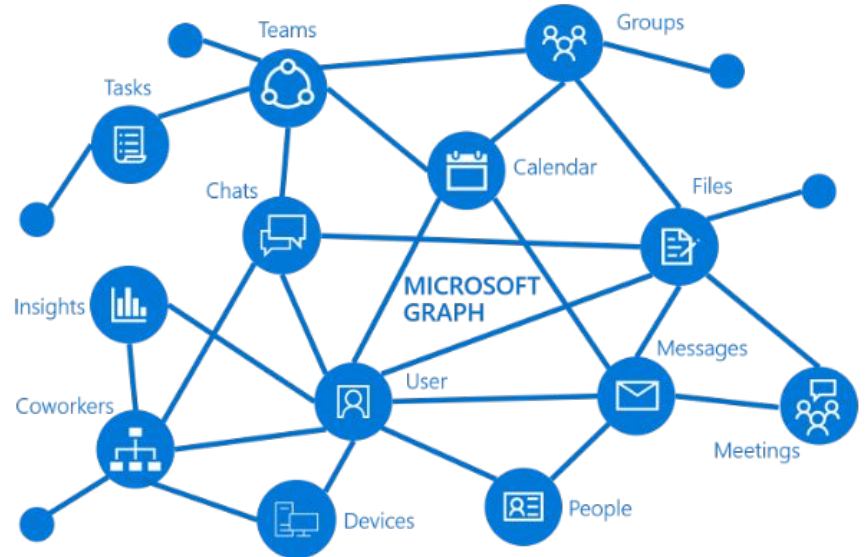 Groups
Teams
Tasks
Calendar
Chats
Files
MICROSOFT
GRAPH
Insights
Messages
User
Coworkers
Meetings
People
Devices